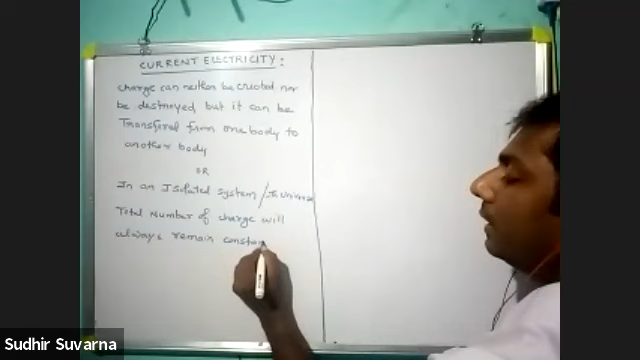 CURRENT ELECTRICITY :
charge can neither be created nor
be destroyed, but it can be
Transferred from one body to
another body
OR
In an Isolated system / In universe
Total Number of charge will
always remain constan
Sudhir Suvarna